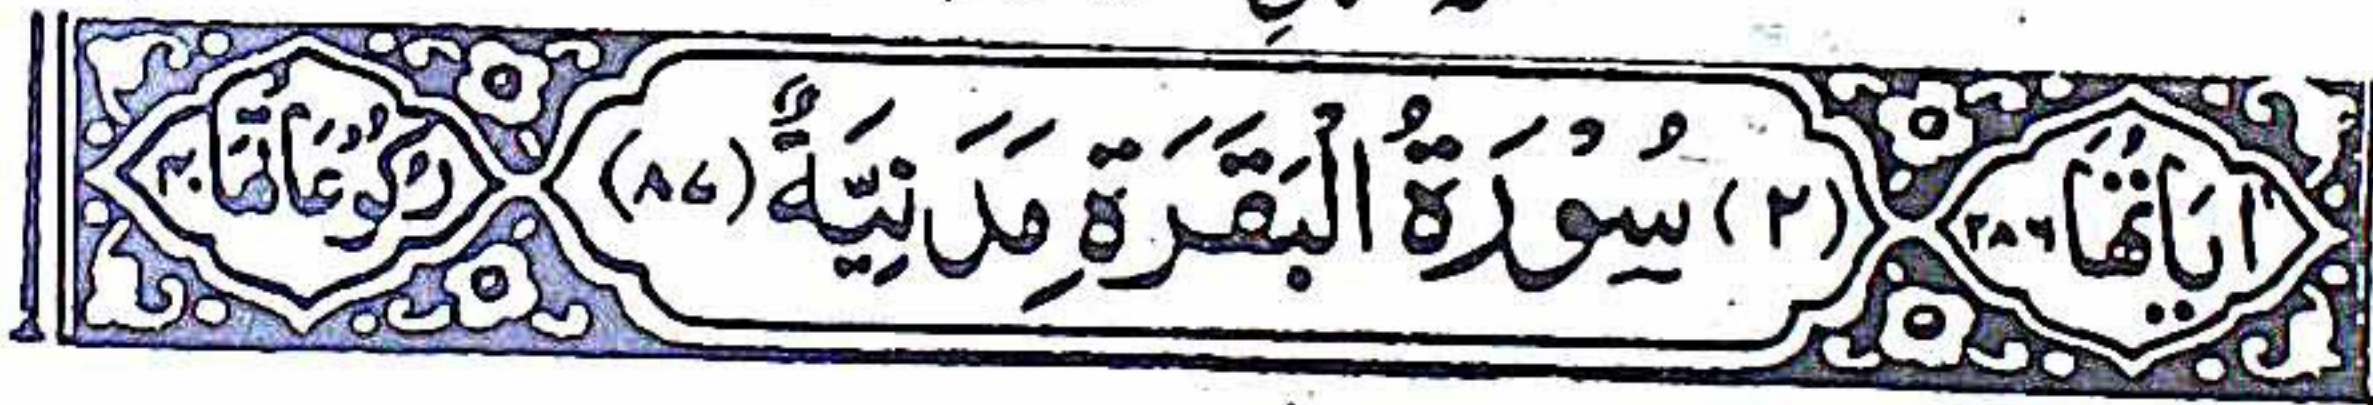 اٰيَاتُهَا ٢٨٦ (٢) سُوْرَةُ الْبَقَرَةِ مَدَنِيَّةٌ (٨٧) رُكُوْعَاتُهَا ٤٠